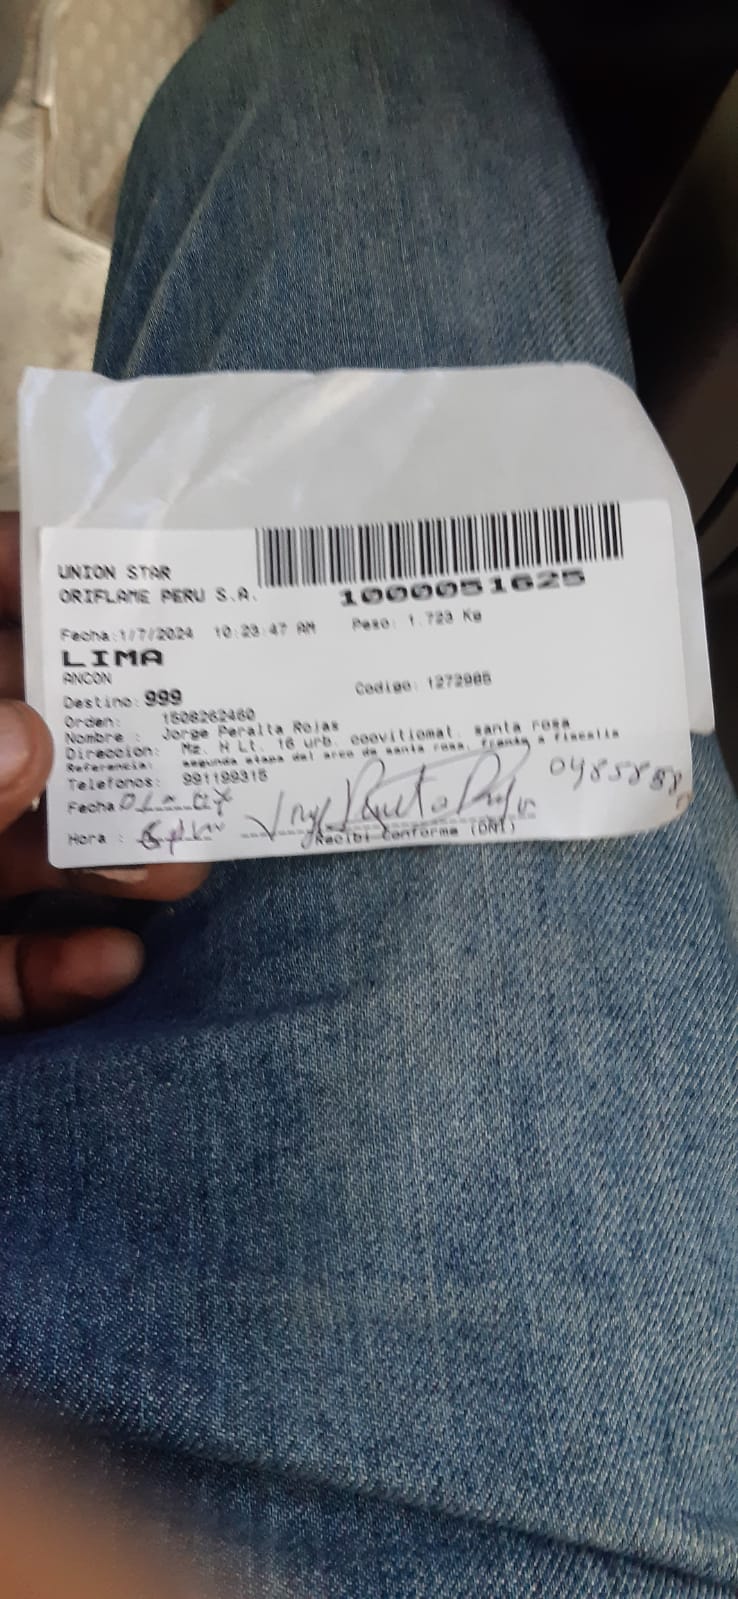 UNION STAR
ORIFLAME PERU S.A.
1000051625
Fecha:1/7/2024 10:23:47 AM Peso: 1.723 Kg
LIMA
ANCON
Destino: 999 Codigo: 1272985
Orden: 1508262460
Nombre : Jorge Peralta Rojas
Direccion: Mz. H Lt. 16 urb. coovitiomat. santa rosa
Referencia: segunda etapa del arco de santa rosa, frente a fiscalia
Telefonos: 991199315
Fecha
Hora :
Recibi Conforme (DNI)